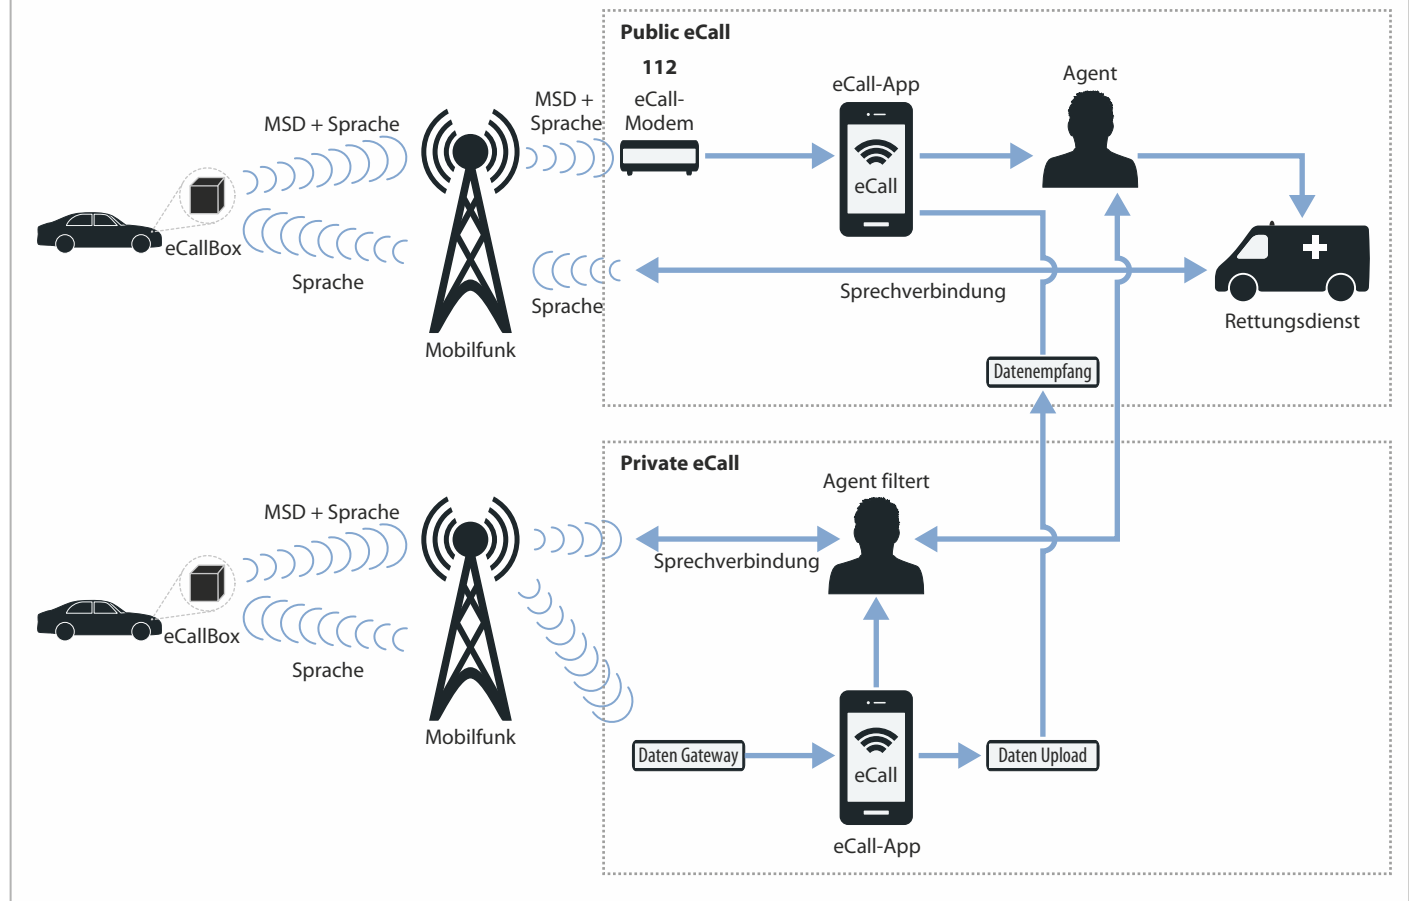 Public eCall
112
eCall-
Modem
MSD +
Sprache
eCall-App
Agent
MSD + Sprache
eCall
eCallBox
Sprache
Sprache
Sprechverbindung
Rettungsdienst
Mobilfunk
Datenempfang
Private eCall
Agent filtert
MSD + Sprache
Sprechverbindung
eCallBox
Sprache
Mobilfunk
Daten Gateway
eCall
Daten Upload
eCall-App